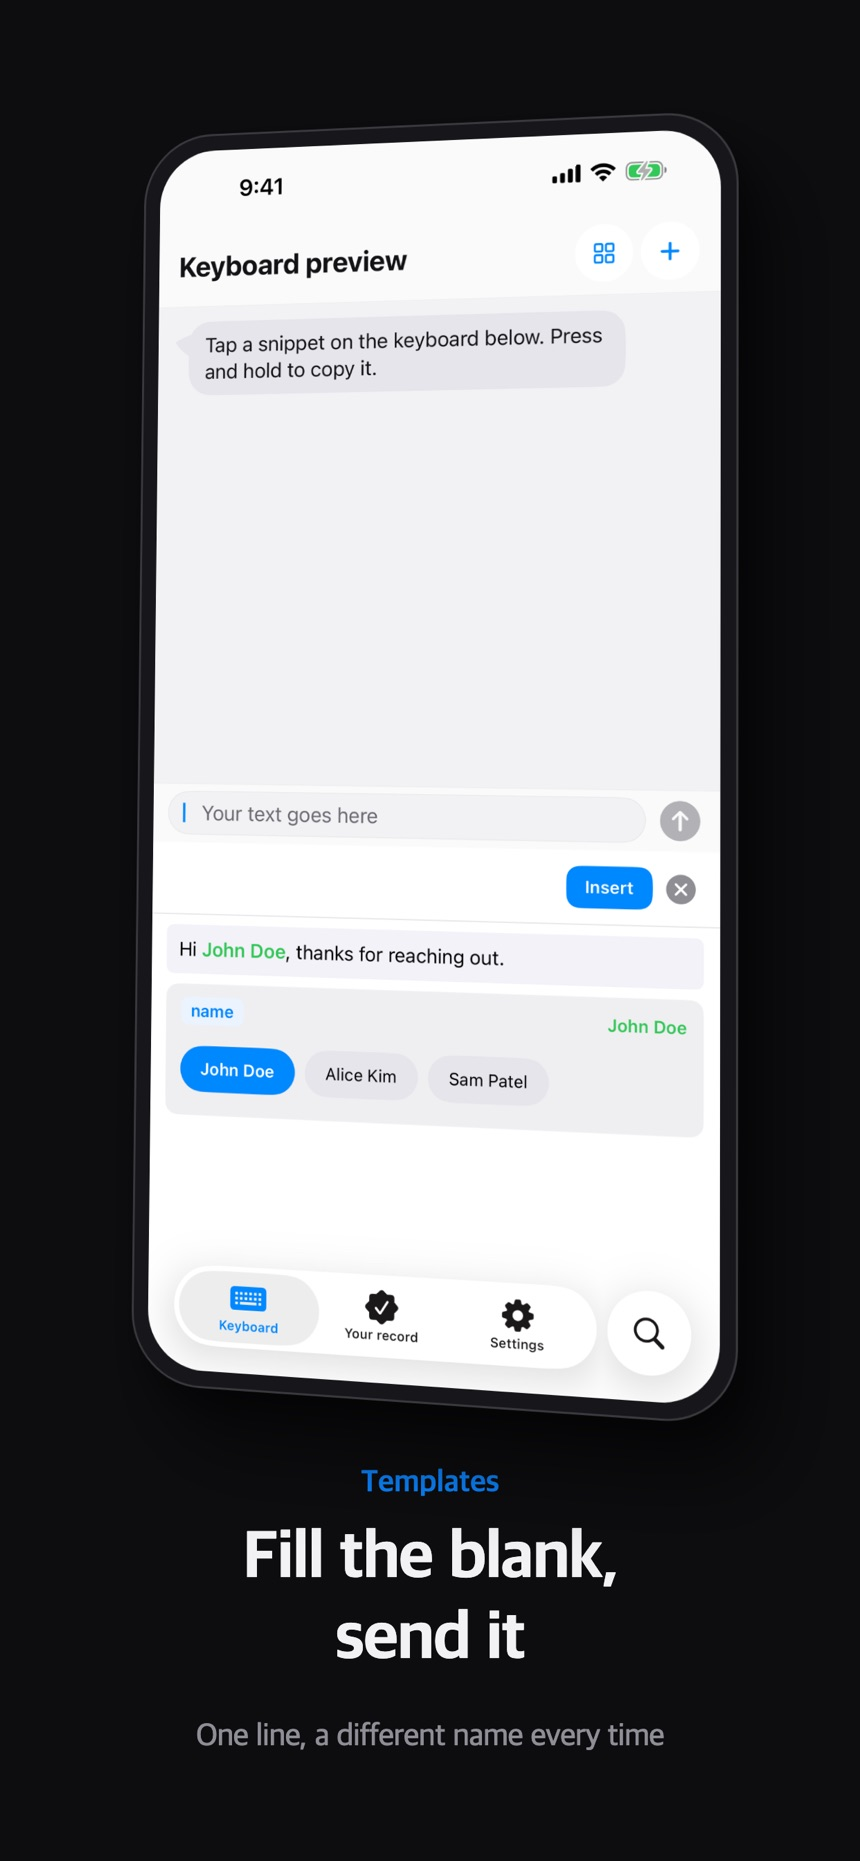 9:41
Keyboard preview
Tap a snippet on the keyboard below. Press
and hold to copy it.
Your text goes here
Insert
Hi John Doe, thanks for reaching out.
name
John Doe
John Doe
Alice Kim
Sam Patel
Keyboard
Your record
Settings
Templates
Fill the blank,
send it
One line, a different name every time